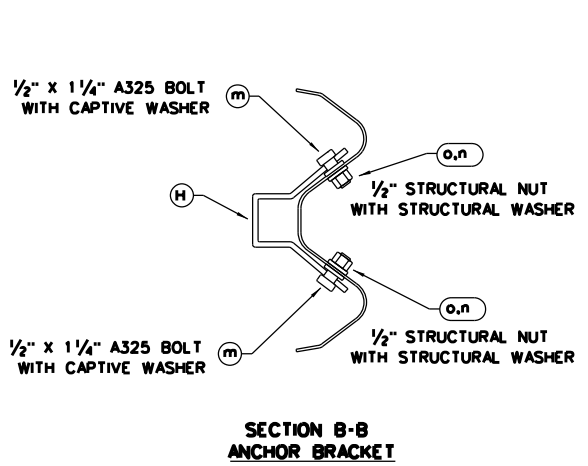 ½" X 1¼" A325 BOLT
WITH CAPTIVE WASHER
m
o,n
½" STRUCTURAL NUT
WITH STRUCTURAL WASHER
H
o,n
½" STRUCTURAL NUT
WITH STRUCTURAL WASHER
½" X 1¼" A325 BOLT
WITH CAPTIVE WASHER
m
SECTION B-B
ANCHOR BRACKET